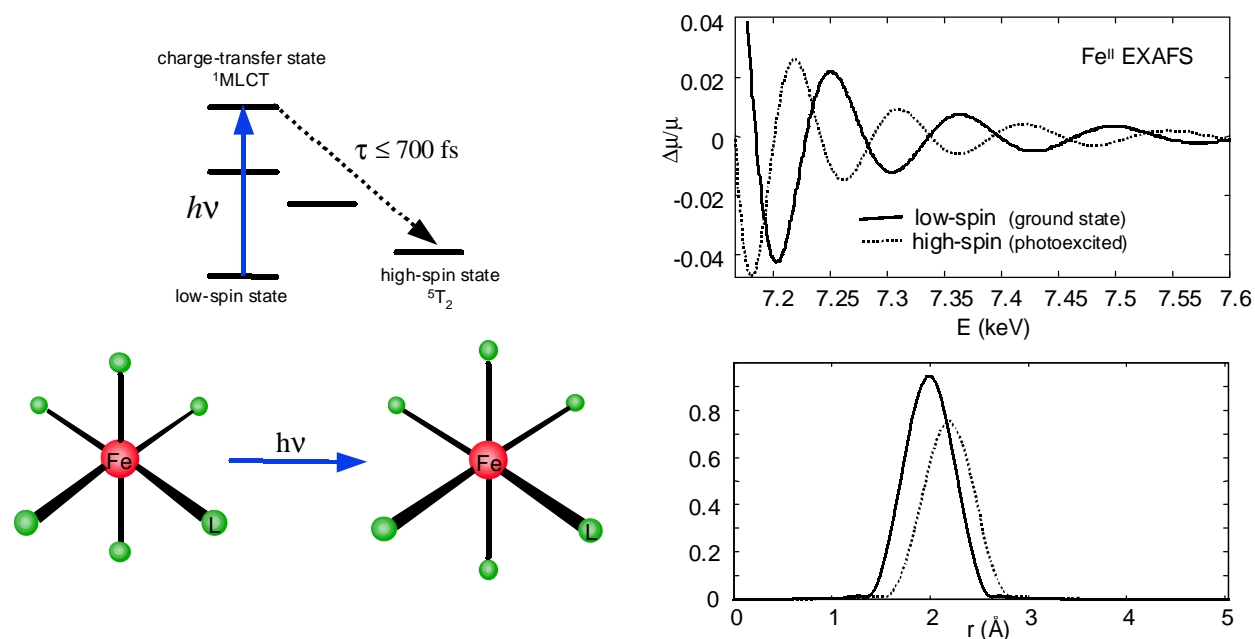 charge-transfer state
¹MLCT
τ ≤ 700 fs
hν
low-spin state
high-spin state
⁵T₂
Fe
L
hν
Fe
L
0.04
0.02
0
-0.02
-0.04
Δμ/μ
Feᴵᴵ EXAFS
low-spin (ground state)
high-spin (photoexcited)
7.2 7.25 7.3 7.35 7.4 7.45 7.5 7.55 7.6
E (keV)
0.8
0.6
0.4
0.2
0
0 1 2 3 4 5
r (Å)